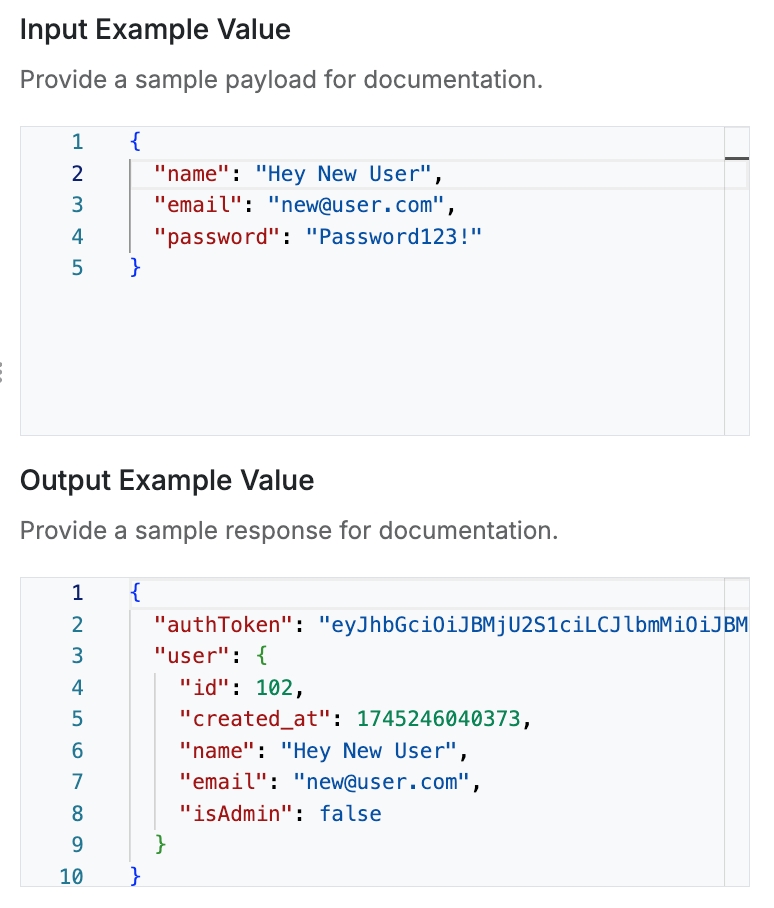 Input Example Value
Provide a sample payload for documentation.
1 {
2 "name": "Hey New User",
3 "email": "new@user.com",
4 "password": "Password123!"
5 }
Output Example Value
Provide a sample response for documentation.
1 {
2 "authToken": "eyJhbGciOiJBMjU2S1ciLCJlbmMiOiJBM
3 "user": {
4 "id": 102,
5 "created_at": 1745246040373,
6 "name": "Hey New User",
7 "email": "new@user.com",
8 "isAdmin": false
9 }
10 }